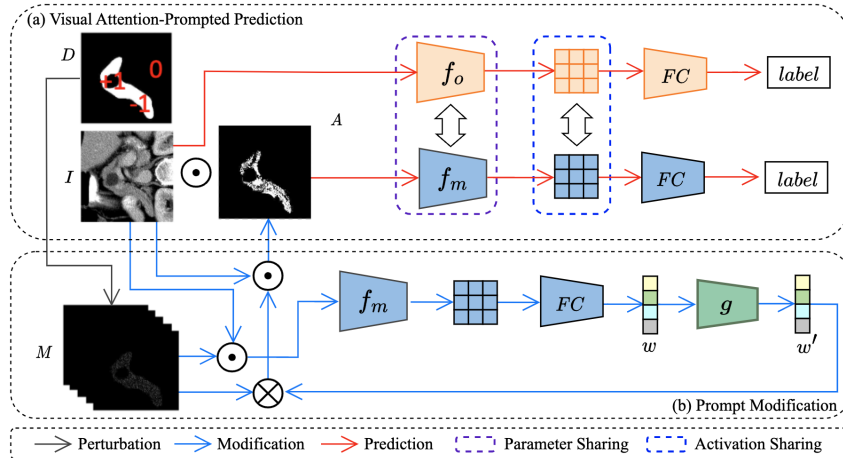 (a) Visual Attention-Prompted Prediction
D
+1
0
-1
I
A
f_o
FC
label
f_m
FC
label
M
f_m
FC
w
g
w'
(b) Prompt Modification
Perturbation
Modification
Prediction
Parameter Sharing
Activation Sharing